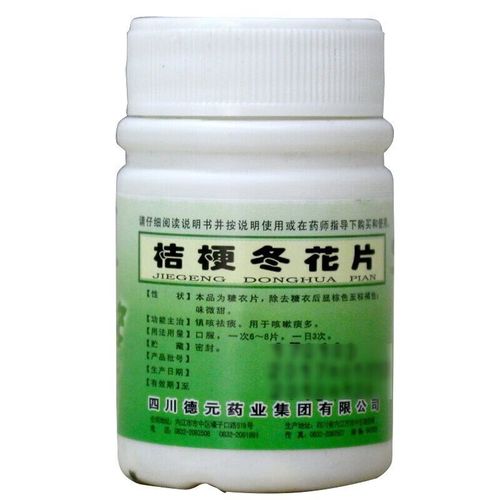 请仔细阅读说明书并按说明使用或在药师指导下购买和使用
桔梗冬花片
JIEGENG DONGHUA PIAN
【性 状】本品为糖衣片，除去糖衣后显棕色至棕褐色；
味微甜。
【功能主治】镇咳祛痰。用于咳嗽痰多。
【用法用量】口服，一次6～8片，一日3次。
【贮 藏】密封。
【产品批号】
【生产日期】
【有效期】至
四川德元药业集团有限公司